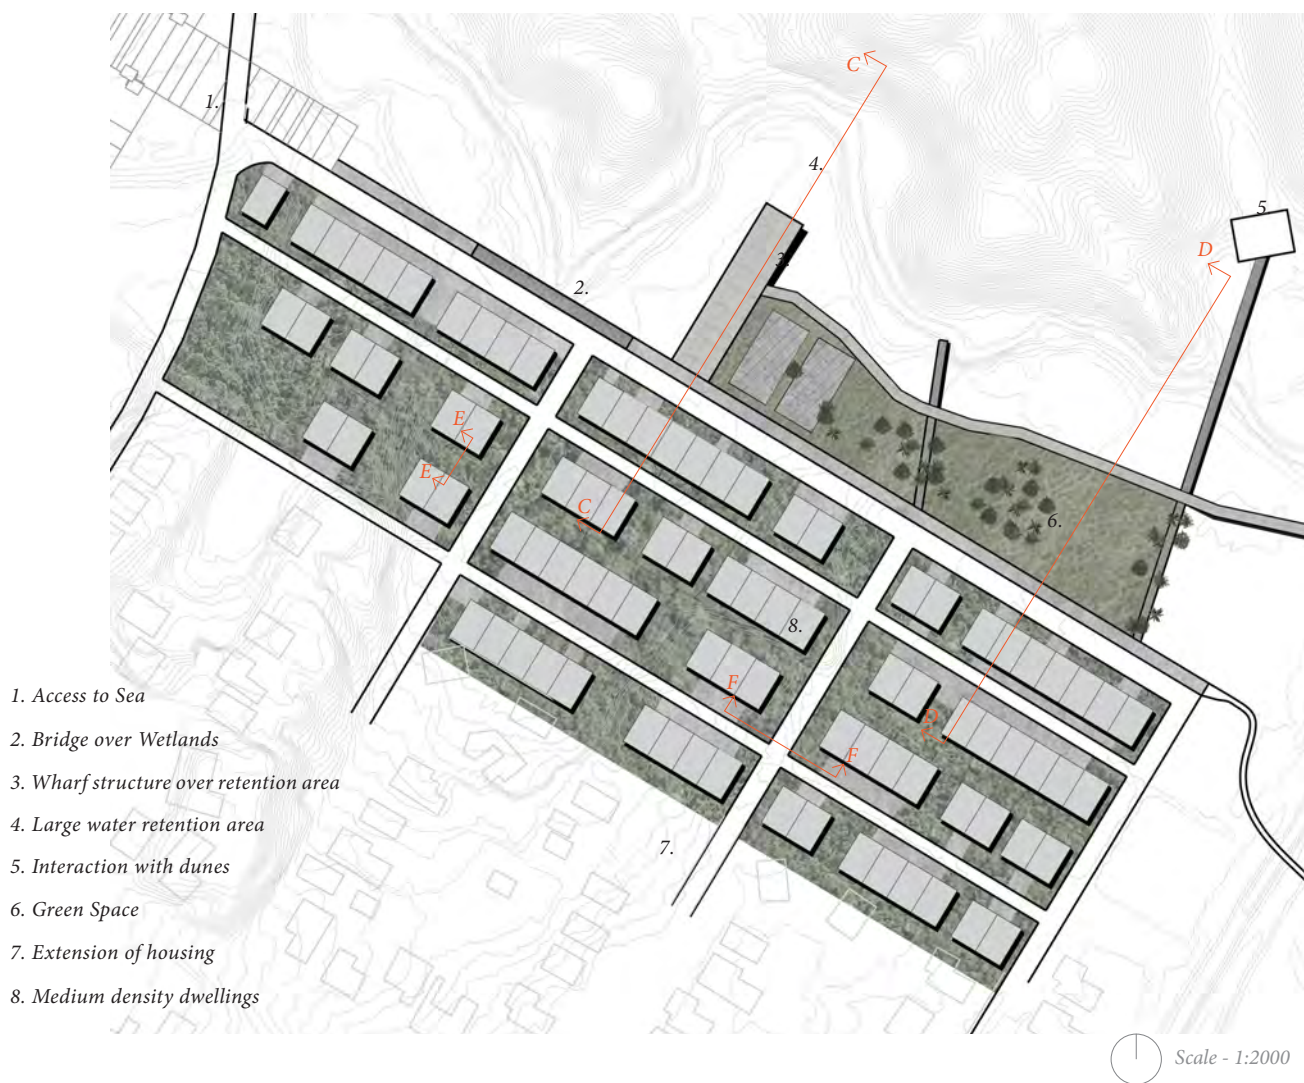 C
4.
1.
5
D
3.
2.
E
E
C
6.
8.
F
D
F
7.
1. Access to Sea
2. Bridge over Wetlands
3. Wharf structure over retention area
4. Large water retention area
5. Interaction with dunes
6. Green Space
7. Extension of housing
8. Medium density dwellings
Scale - 1:2000